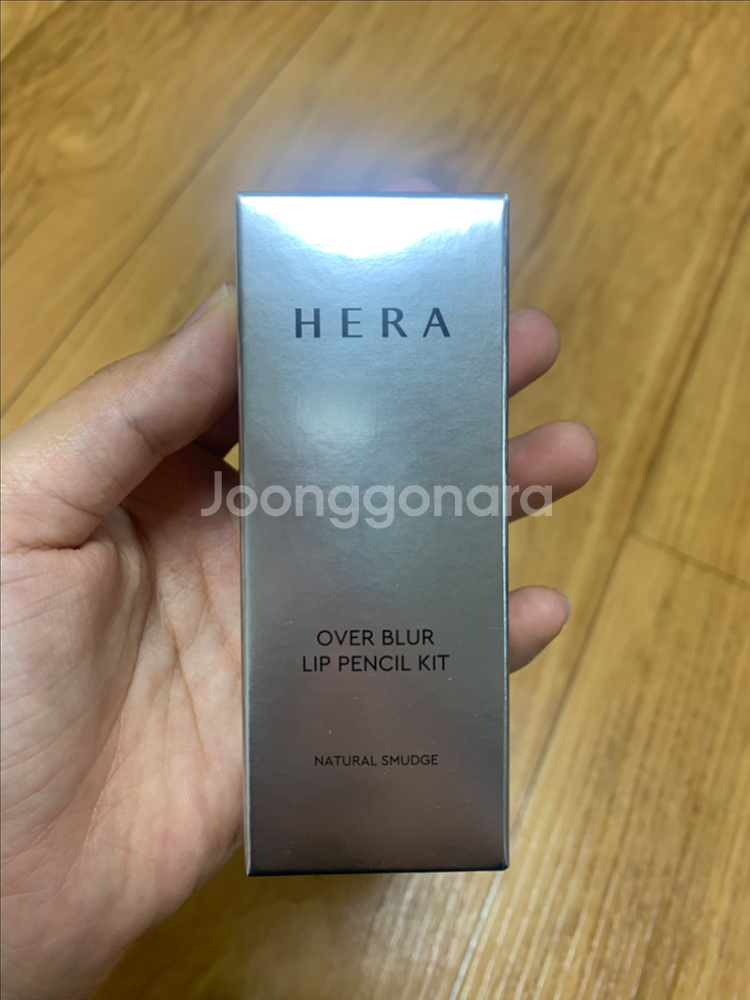 HERA
Joonggonara
OVER BLUR
LIP PENCIL KIT
NATURAL SMUDGE